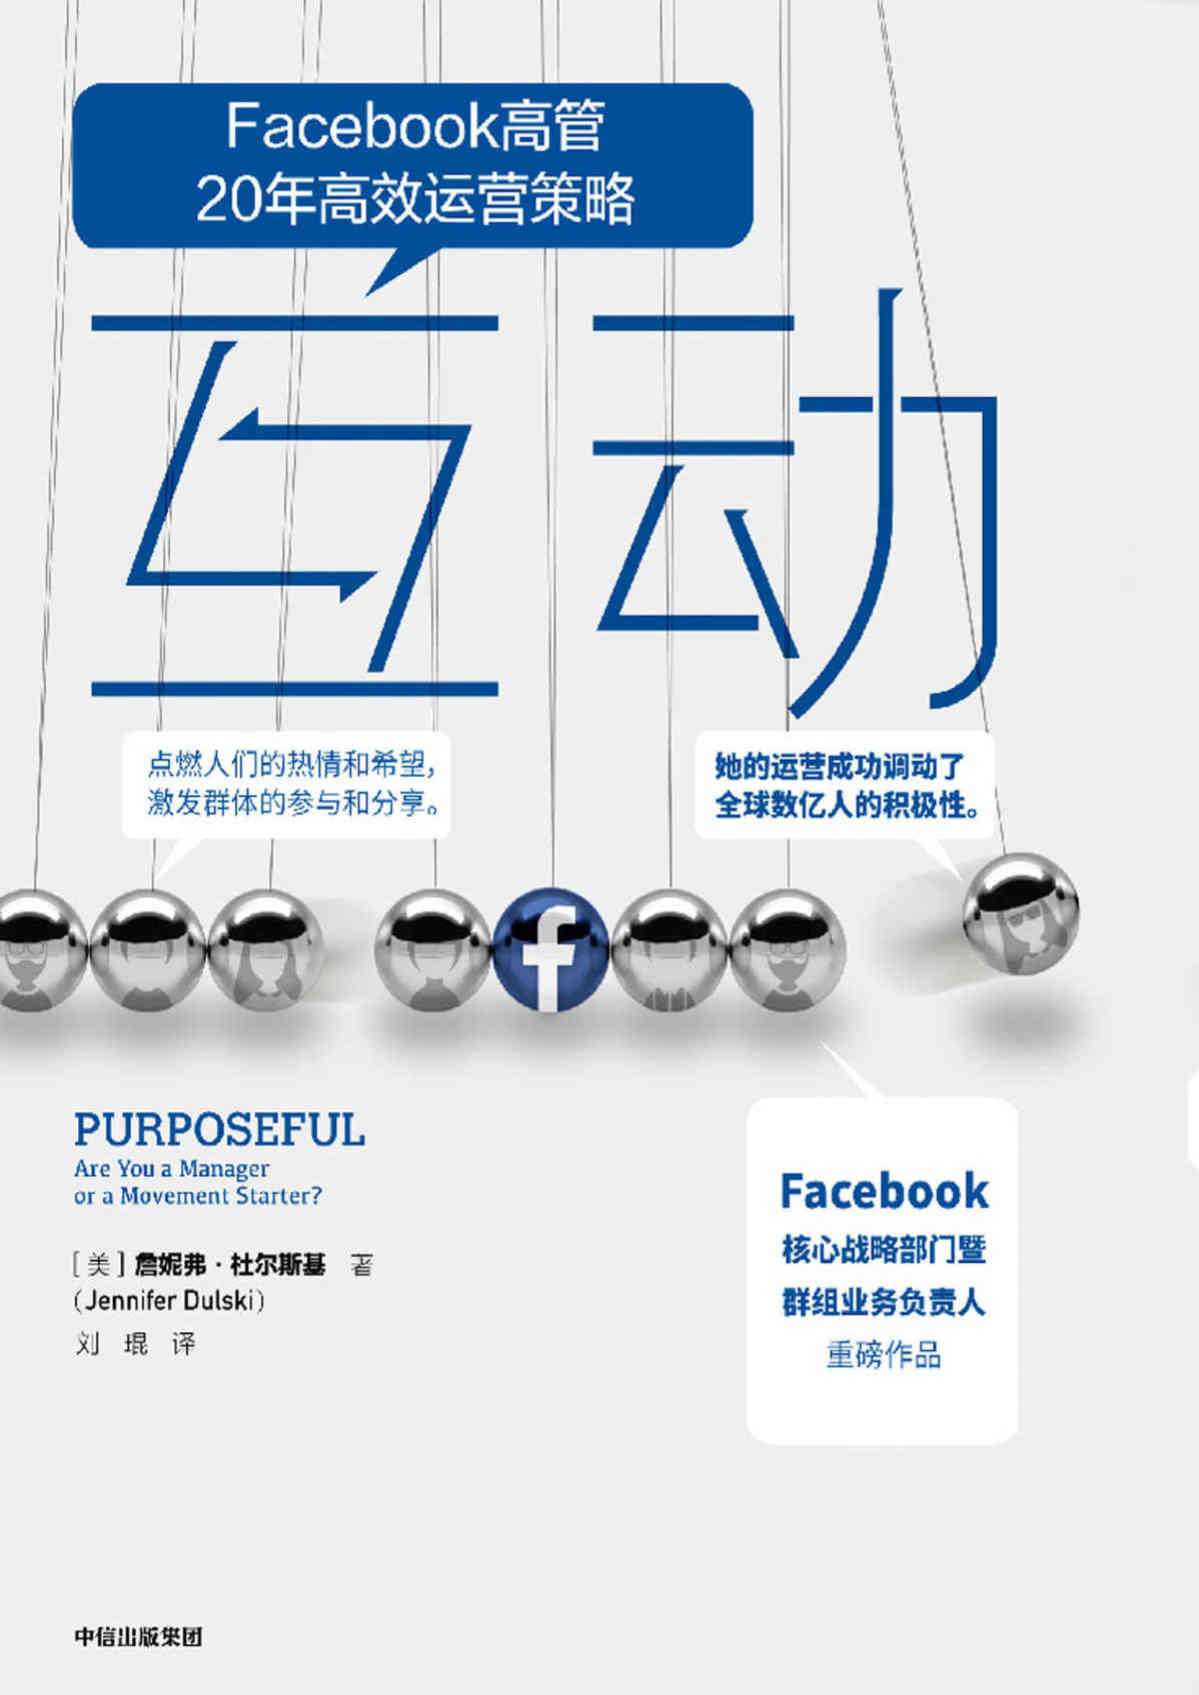 Facebook高管
20年高效运营策略
互动
点燃人们的热情和希望，
激发群体的参与和分享。
她的运营成功调动了
全球数亿人的积极性。
f
PURPOSEFUL
Are You a Manager
or a Movement Starter?
[美] 詹妮弗·杜尔斯基 著
(Jennifer Dulski)
刘 琨 译
Facebook
核心战略部门暨
群组业务负责人
重磅作品
中信出版集团